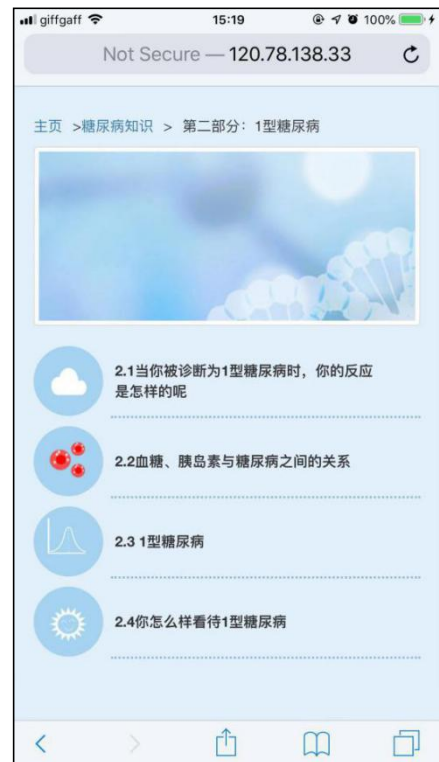 giffgaff 15:19 100%
Not Secure — 120.78.138.33
主页 >糖尿病知识 > 第二部分：1型糖尿病
2.1当你被诊断为1型糖尿病时，你的反应
是怎样的呢
2.2血糖、胰岛素与糖尿病之间的关系
2.3 1型糖尿病
2.4你怎么样看待1型糖尿病